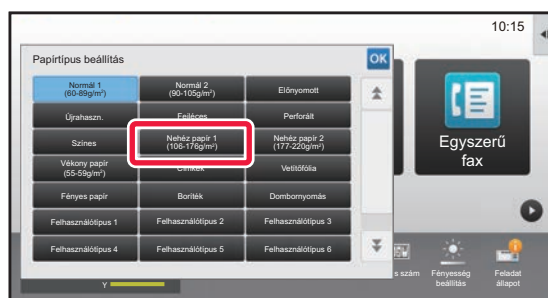 10:15
Papírtípus beállítás
OK
Normál 1
(60-89g/m²)
Normál 2
(90-105g/m²)
Előnyomott
Újrahaszn.
Fejléces
Perforált
Színes
Nehéz papír 1
(106-176g/m²)
Nehéz papír 2
(177-220g/m²)
Vékony papír
(55-59g/m²)
Címkék
Vetítőfólia
Fényes papír
Boríték
Dombornyomás
Felhasználótípus 1
Felhasználótípus 2
Felhasználótípus 3
Felhasználótípus 4
Felhasználótípus 5
Felhasználótípus 6
Egyszerű
fax
s szám
Fényesség
beállítás
Feladat
állapot
Y